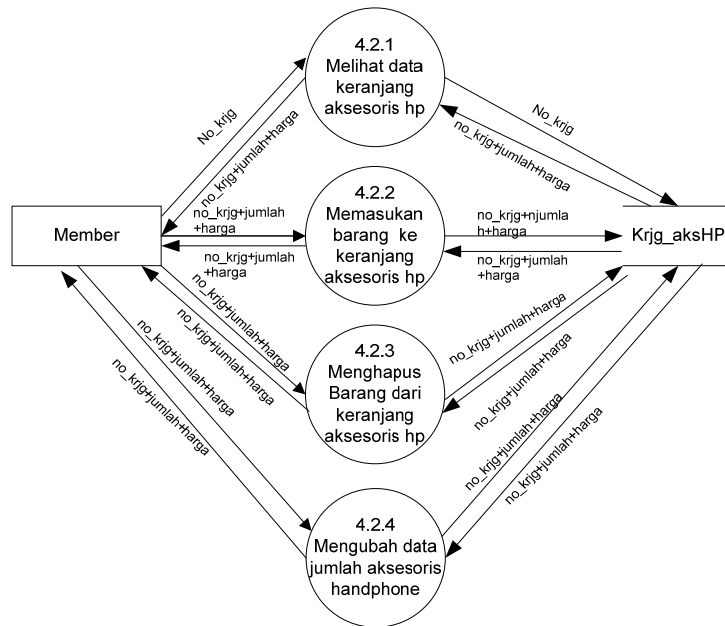 4.2.1
Melihat data
keranjang
aksesoris hp
No_krjg
no_krjg+jumlah+harga
No_krjg
no_krjg+jumlah+harga
Member
no_krjg+jumlah
+harga
no_krjg+jumlah
+harga
4.2.2
Memasukan
barang ke
keranjang
aksesoris hp
no_krjg+njumla
h+harga
no_krjg+jumlah
+harga
Krjg_aksHP
no_krjg+jumlah+harga
no_krjg+jumlah+harga
4.2.3
Menghapus
Barang dari
keranjang
aksesoris hp
no_krjg+jumlah+harga
no_krjg+jumlah+harga
no_krjg+jumlah+harga
no_krjg+jumlah+harga
4.2.4
Mengubah data
jumlah aksesoris
handphone
no_krjg+jumlah+harga
no_krjg+jumlah+harga